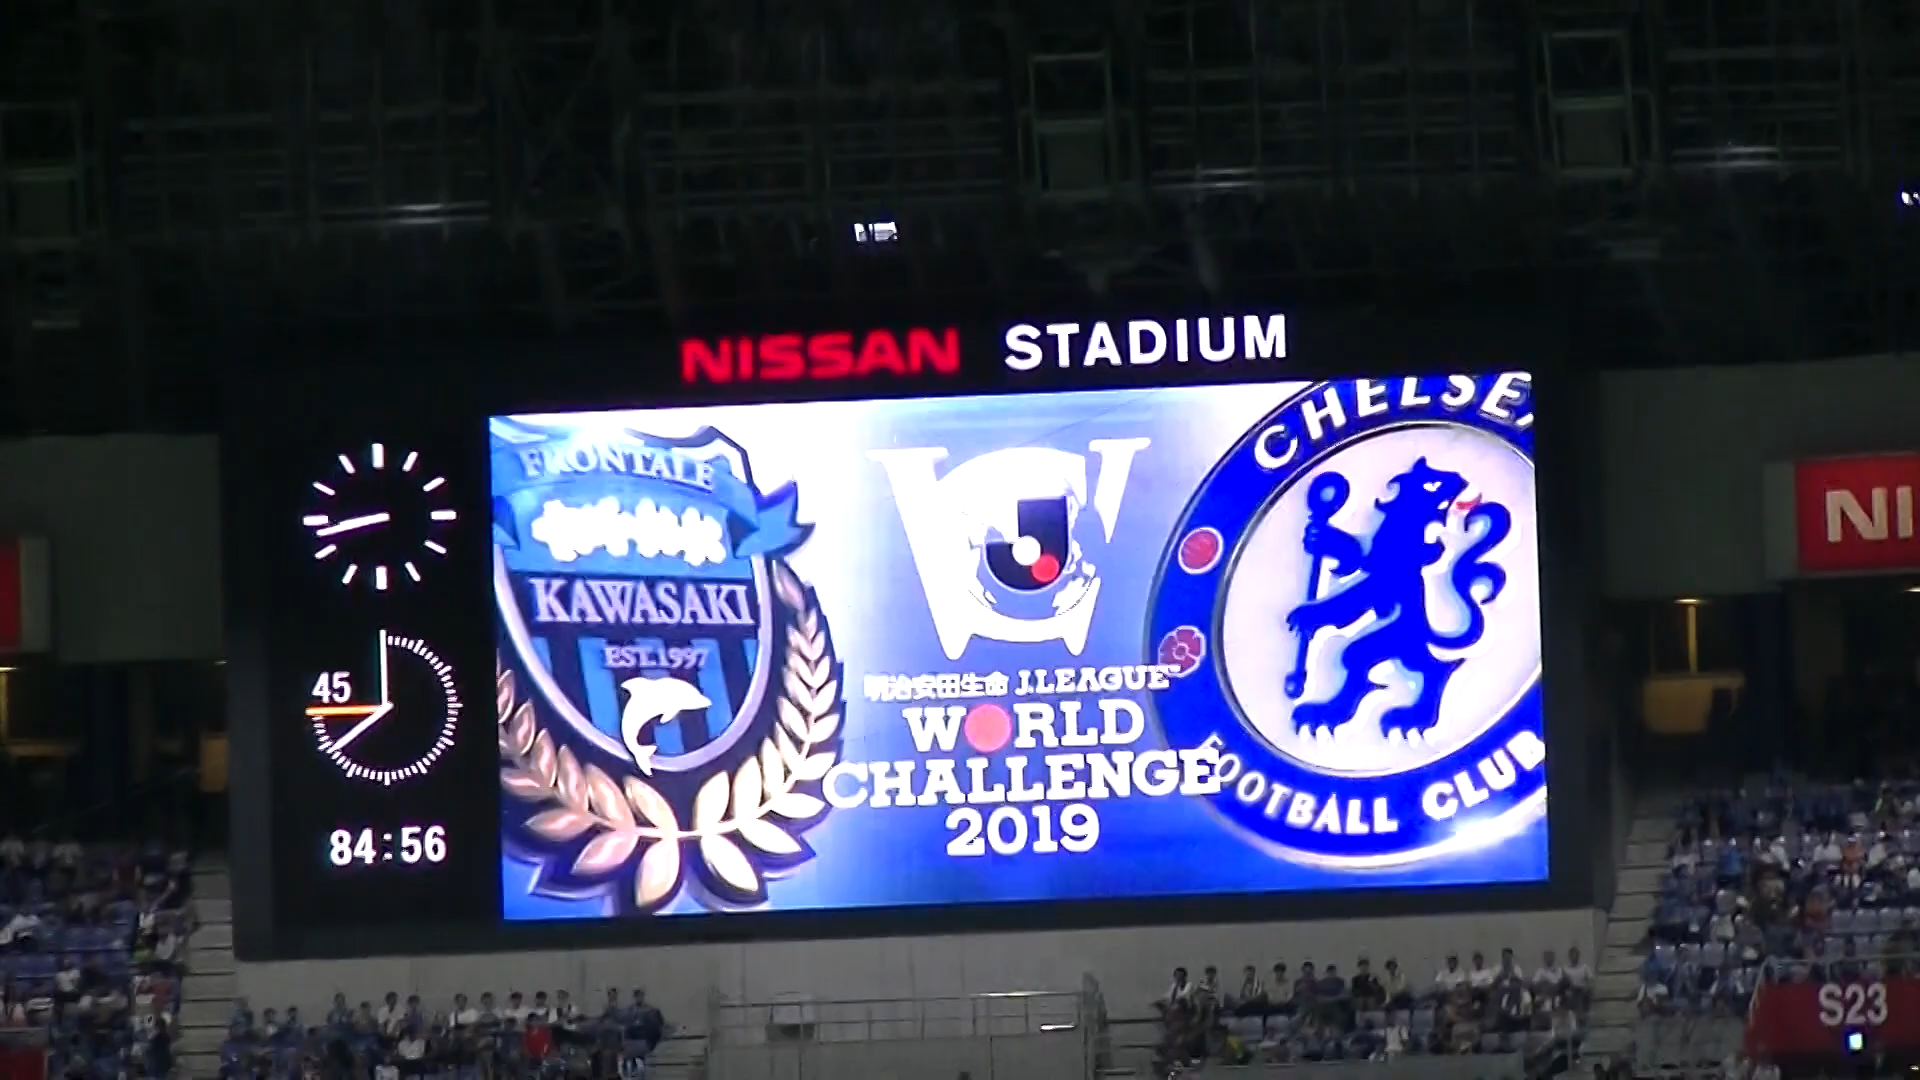 NISSAN STADIUM
FRONTALE
KAWASAKI
EST.1997
明治安田生命 J.LEAGUE
WORLD
CHALLENGE
2019
CHELSEA
FOOTBALL CLUB
45
84:56
NI
S23